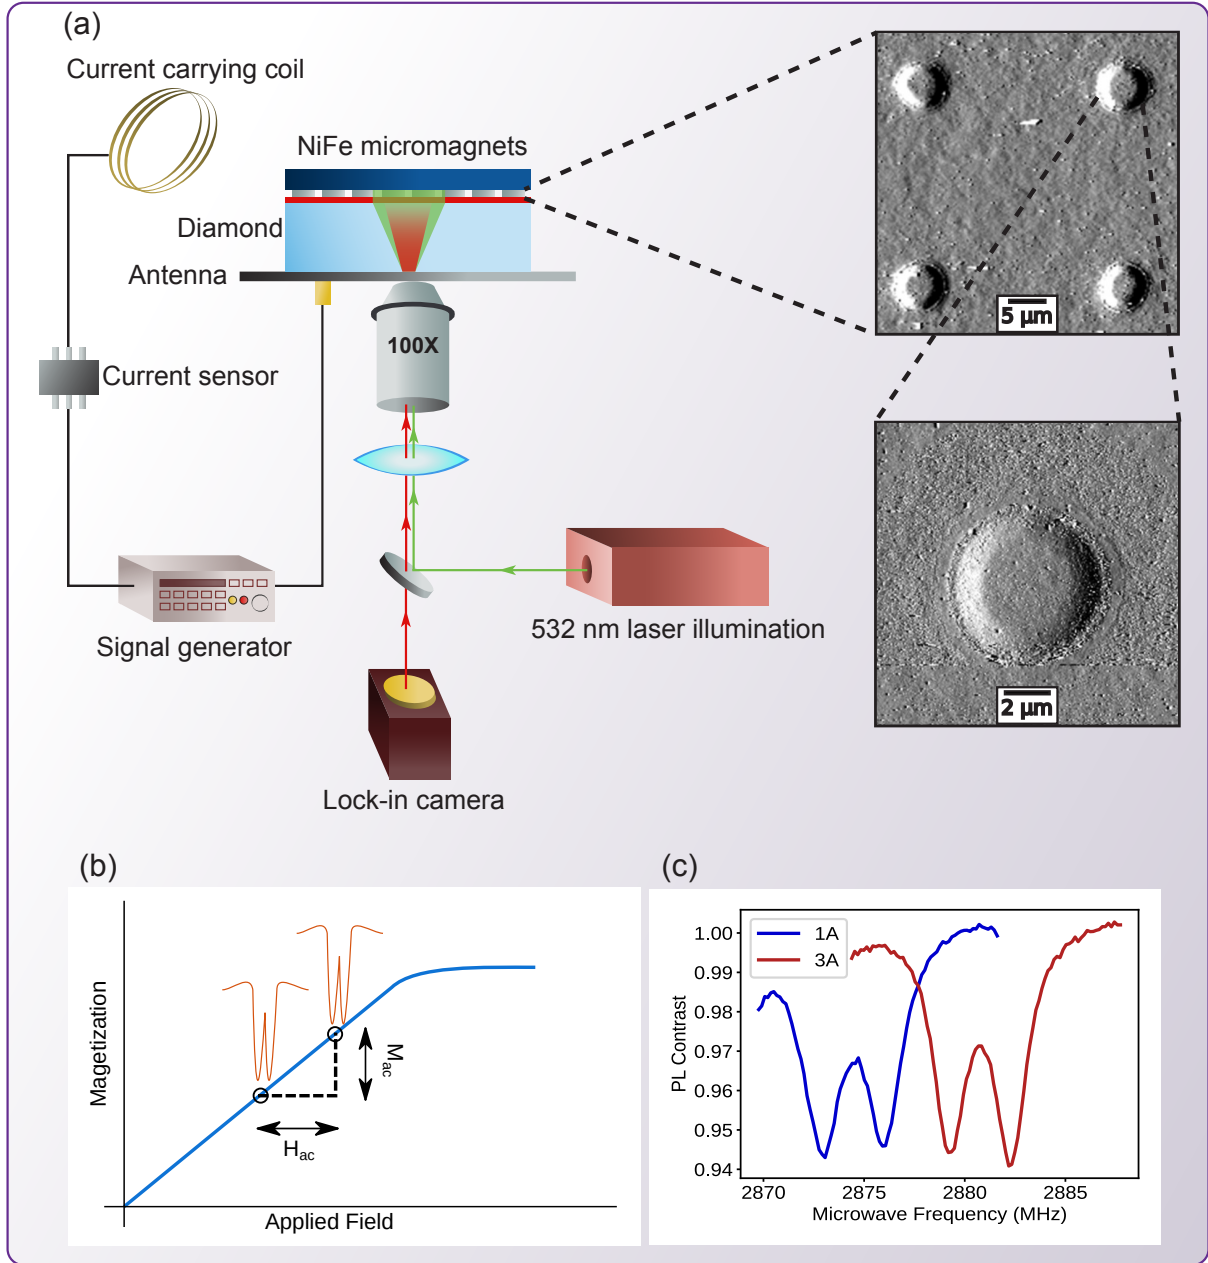 (a)
Current carrying coil
NiFe micromagnets
Diamond
Antenna
100X
Current sensor
Signal generator
532 nm laser illumination
Lock-in camera
5 μm
2 μm
(b)
Magetization
M_ac
H_ac
Applied Field
(c)
1A
3A
PL Contrast
1.00
0.99
0.98
0.97
0.96
0.95
0.94
2870 2875 2880 2885
Microwave Frequency (MHz)